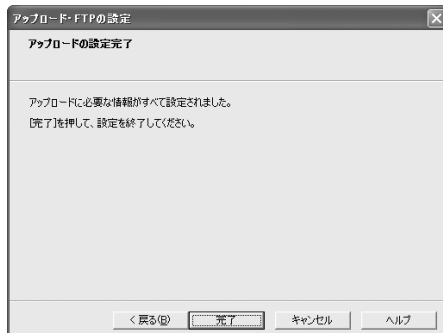 アップロード・FTPの設定
アップロードの設定完了
アップロードに必要な情報がすべて設定されました。
[完了]を押して、設定を終了してください。
< 戻る(B) 完了 キャンセル ヘルプ